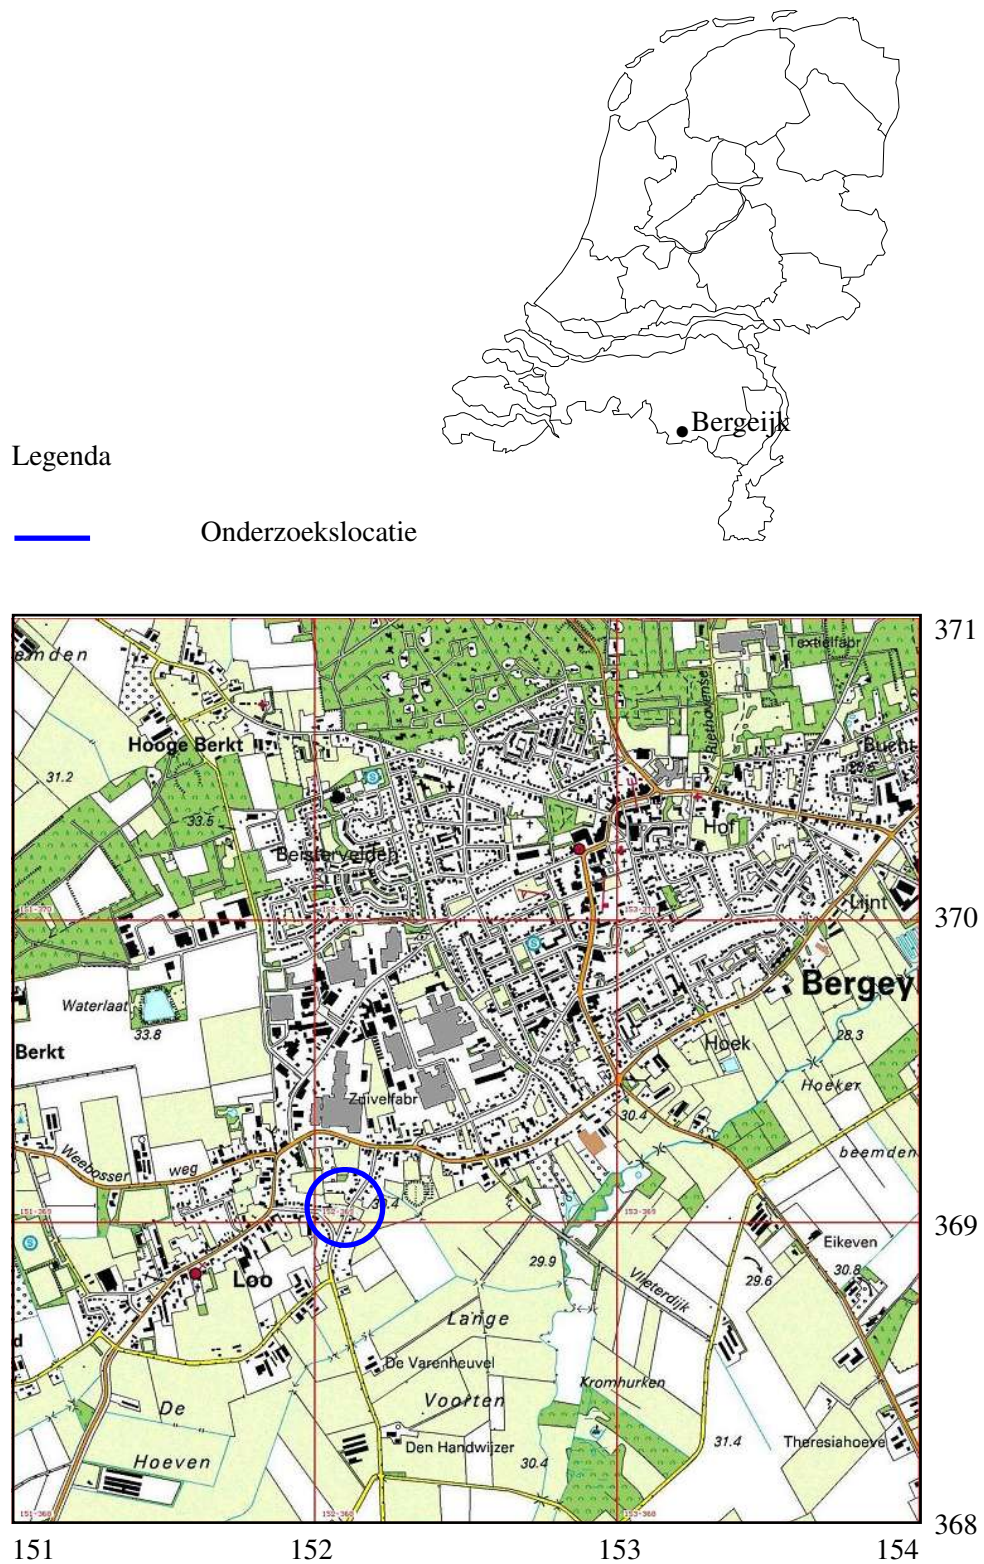 Bergeijk
Legenda
Onderzoekslocatie
371
Textielfabr
Riethovense
Hooge Berkt
Bucht
31.2
33.5
Hof
Lijnt
370
Bergey
Waterlaat
33.8
28.3
Berkt
Hoek
Hoeker
Zuivelfabr
30.4
beemden
Weebosser
weg
369
Eikeven
29.9
Vlieterdijk
29.6
30.8
Loo
Lange
De Varenheuvel
Kromhurken
Voorten
De
Den Handwijzer
31.4
Theresiahoeve
Hoeven
30.4
368
151
152
153
154